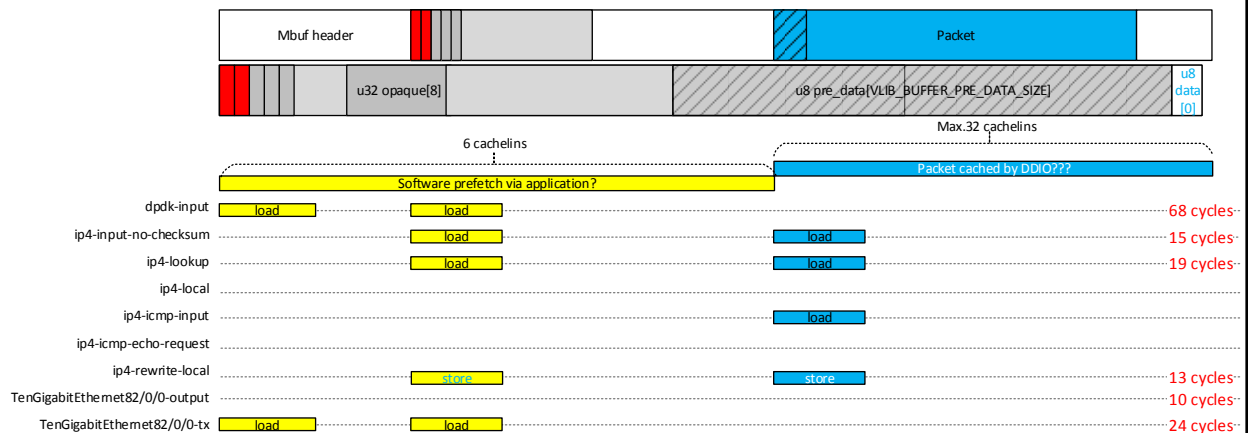 Mbuf header
Packet
u32 opaque[8]
u8 pre_data[VLIB_BUFFER_PRE_DATA_SIZE]
u8
data
[0]
6 cachelins
Max.32 cachelins
Software prefetch via application?
Packet cached by DDIO???
dpdk-input load load 68 cycles
ip4-input-no-checksum load load 15 cycles
ip4-lookup load load 19 cycles
ip4-local
ip4-icmp-input load
ip4-icmp-echo-request
ip4-rewrite-local store store 13 cycles
TenGigabitEthernet82/0/0-output 10 cycles
TenGigabitEthernet82/0/0-tx load load 24 cycles